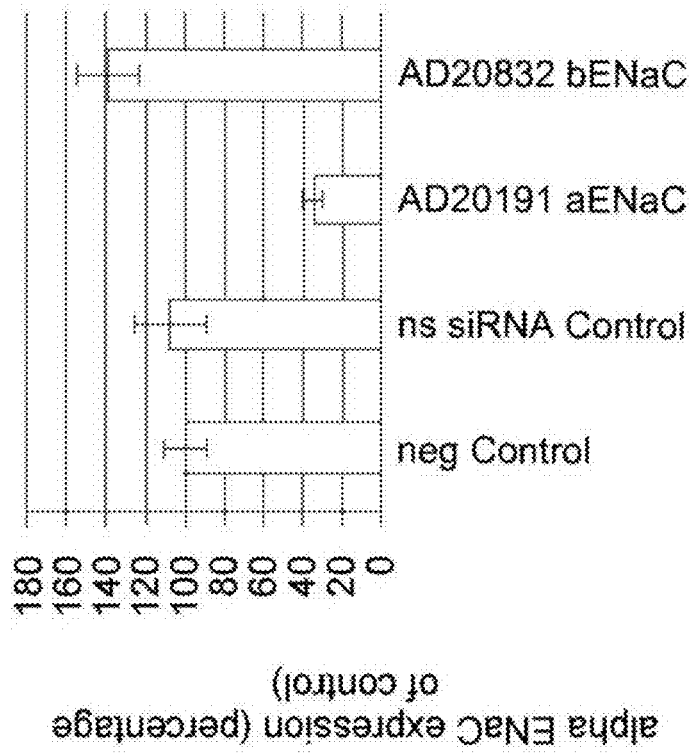 alpha ENaC expression (percentage
of control)
180
160
140
120
100
80
60
40
20
0
neg Control
ns siRNA Control
AD20191 aENaC
AD20832 bENaC